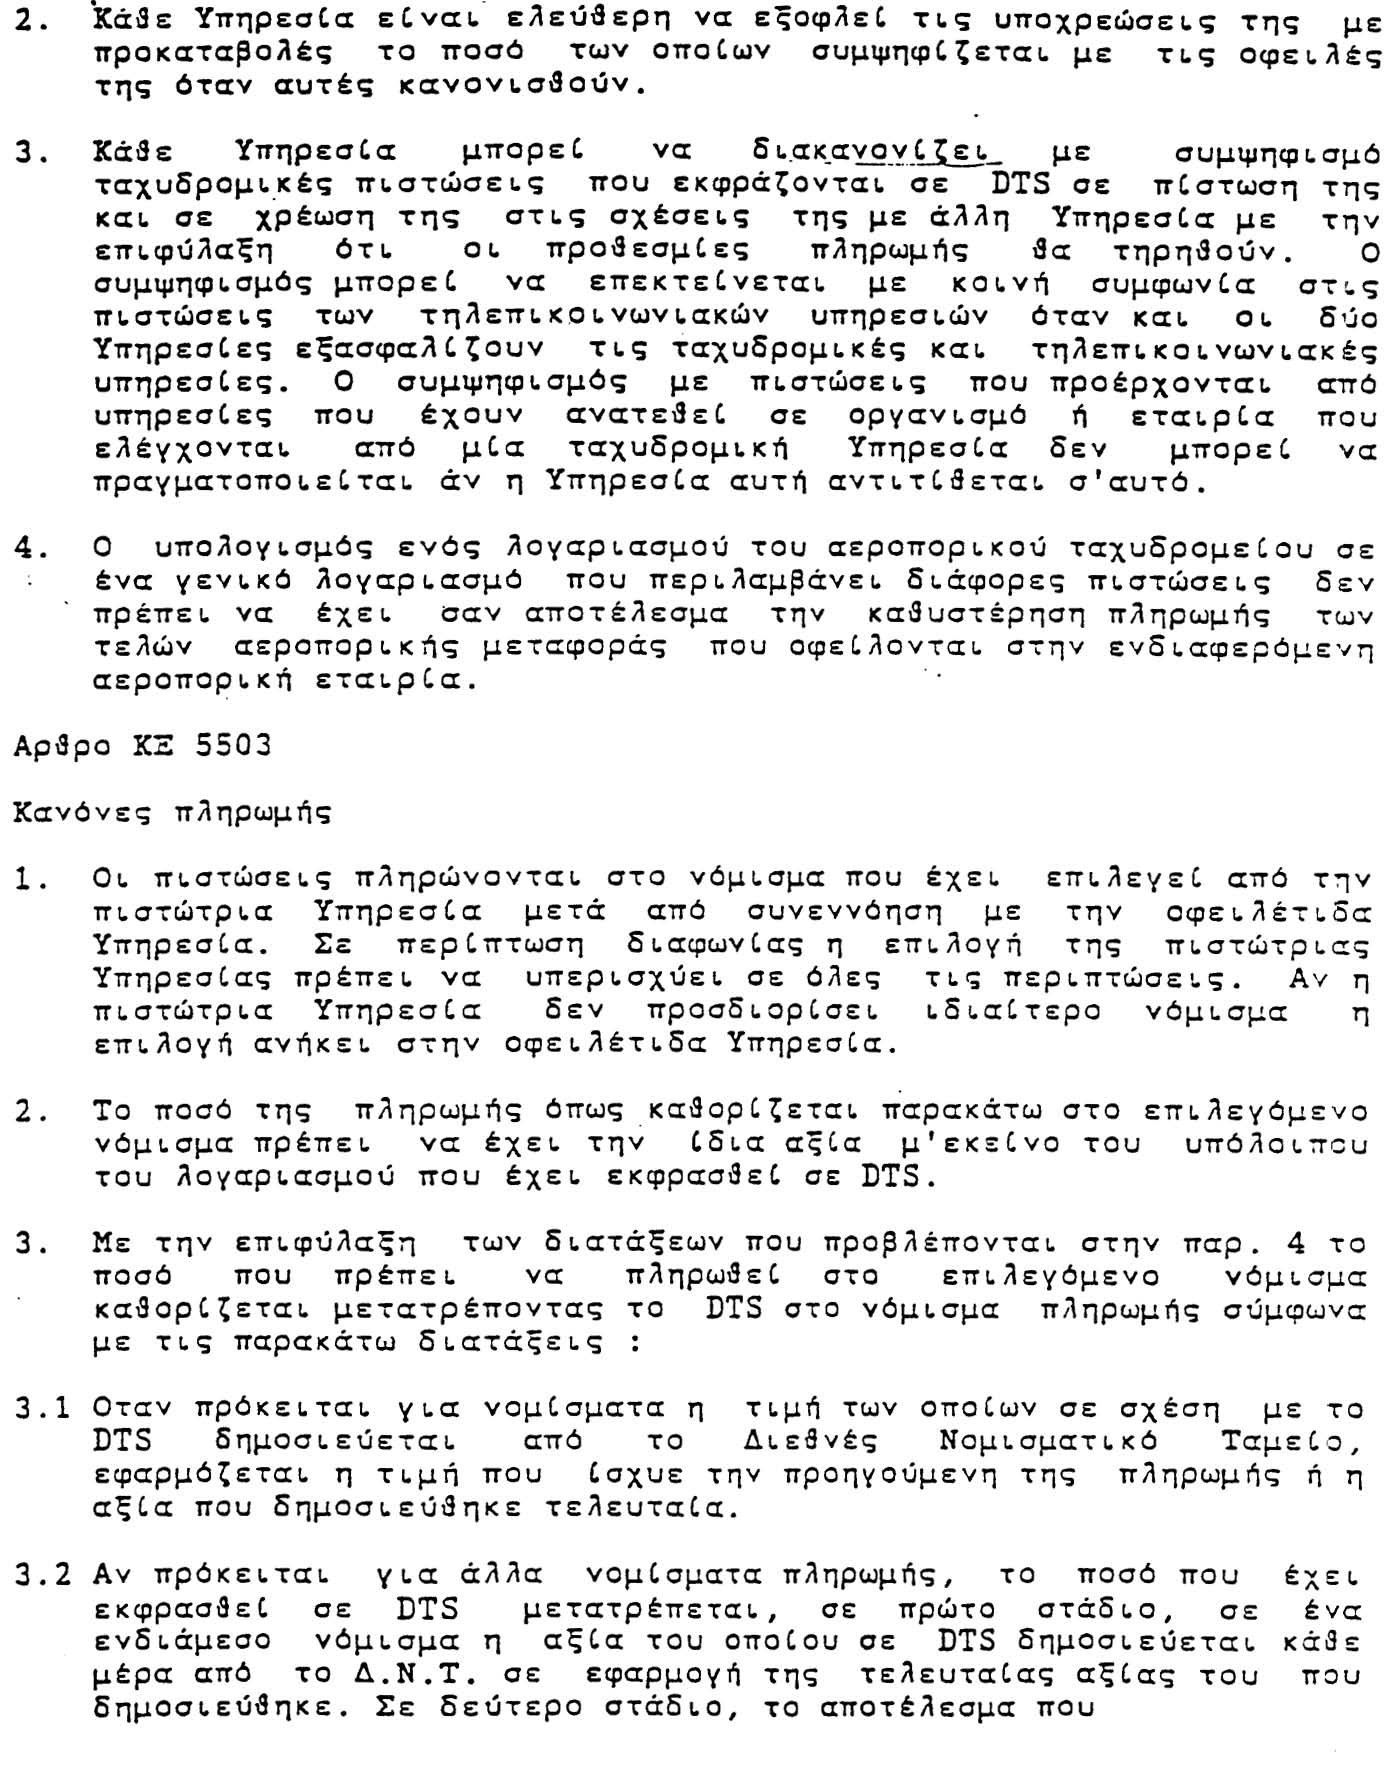 2. Κάθε Υπηρεσία είναι ελεύθερη να εξοφλεί τις υποχρεώσεις της με
προκαταβολές το ποσό των οποίων συμψηφίζεται με τις οφειλές
της όταν αυτές κανονισθούν.
3. Κάθε Υπηρεσία μπορεί να διακανονίζει με συμψηφισμό
ταχυδρομικές πιστώσεις που εκφράζονται σε DTS σε πίστωση της
και σε χρέωση της στις σχέσεις της με άλλη Υπηρεσία με την
επιφύλαξη ότι οι προθεσμίες πληρωμής θα τηρηθούν. Ο
συμψηφισμός μπορεί να επεκτείνεται με κοινή συμφωνία στις
πιστώσεις των τηλεπικοινωνιακών υπηρεσιών όταν και οι δύο
Υπηρεσίες εξασφαλίζουν τις ταχυδρομικές και τηλεπικοινωνιακές
υπηρεσίες. Ο συμψηφισμός με πιστώσεις που προέρχονται από
υπηρεσίες που έχουν ανατεθεί σε οργανισμό ή εταιρία που
ελέγχονται από μία ταχυδρομική Υπηρεσία δεν μπορεί να
πραγματοποιείται άν η Υπηρεσία αυτή αντιτίθεται σ'αυτό.
4. Ο υπολογισμός ενός λογαριασμού του αεροπορικού ταχυδρομείου σε
ένα γενικό λογαριασμό που περιλαμβάνει διάφορες πιστώσεις δεν
πρέπει να έχει σαν αποτέλεσμα την καθυστέρηση πληρωμής των
τελών αεροπορικής μεταφοράς που οφείλονται στην ενδιαφερόμενη
αεροπορική εταιρία.
Αρθρο ΚΞ 5503
Κανόνες πληρωμής
1. Οι πιστώσεις πληρώνονται στο νόμισμα που έχει επιλεγεί από την
πιστώτρια Υπηρεσία μετά από συνεννόηση με την οφειλέτιδα
Υπηρεσία. Σε περίπτωση διαφωνίας η επιλογή της πιστώτριας
Υπηρεσίας πρέπει να υπερισχύει σε όλες τις περιπτώσεις. Αν η
πιστώτρια Υπηρεσία δεν προσδιορίσει ιδιαίτερο νόμισμα η
επιλογή ανήκει στην οφειλέτιδα Υπηρεσία.
2. Το ποσό της πληρωμής όπως καθορίζεται παρακάτω στο επιλεγόμενο
νόμισμα πρέπει να έχει την ίδια αξία μ'εκείνο του υπόλοιπου
του λογαριασμού που έχει εκφρασθεί σε DTS.
3. Με την επιφύλαξη των διατάξεων που προβλέπονται στην παρ. 4 το
ποσό που πρέπει να πληρωθεί στο επιλεγόμενο νόμισμα
καθορίζεται μετατρέποντας το DTS στο νόμισμα πληρωμής σύμφωνα
με τις παρακάτω διατάξεις :
3.1 Οταν πρόκειται για νομίσματα η τιμή των οποίων σε σχέση με το
DTS δημοσιεύεται από το Διεθνές Νομισματικό Ταμείο,
εφαρμόζεται η τιμή που ίσχυε την προηγούμενη της πληρωμής ή η
αξία που δημοσιεύθηκε τελευταία.
3.2 Αν πρόκειται για άλλα νομίσματα πληρωμής, το ποσό που έχει
εκφρασθεί σε DTS μετατρέπεται, σε πρώτο στάδιο, σε ένα
ενδιάμεσο νόμισμα η αξία του οποίου σε DTS δημοσιεύεται κάθε
μέρα από το Δ.Ν.Τ. σε εφαρμογή της τελευταίας αξίας του που
δημοσιεύθηκε. Σε δεύτερο στάδιο, το αποτέλεσμα που